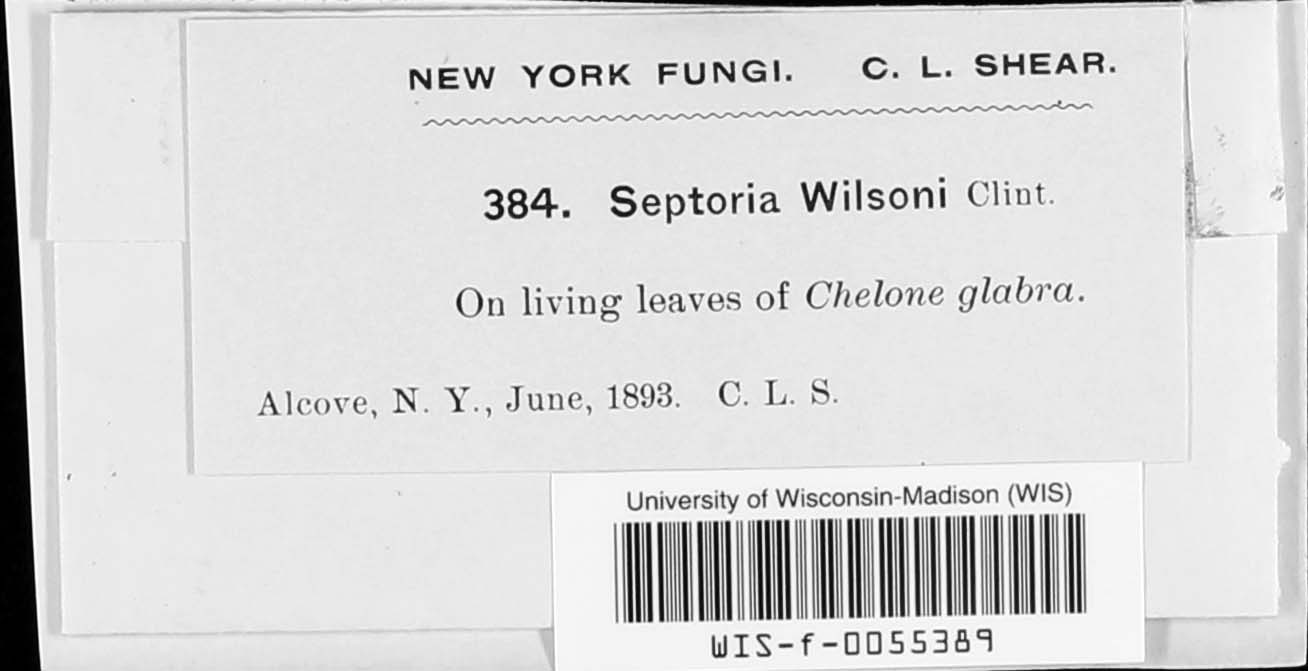 NEW YORK FUNGI. C. L. SHEAR.
384. Septoria Wilsoni Clint.
On living leaves of Chelone glabra.
Alcove, N. Y., June, 1893. C. L. S.
University of Wisconsin-Madison (WIS)
WIS-f-0055389